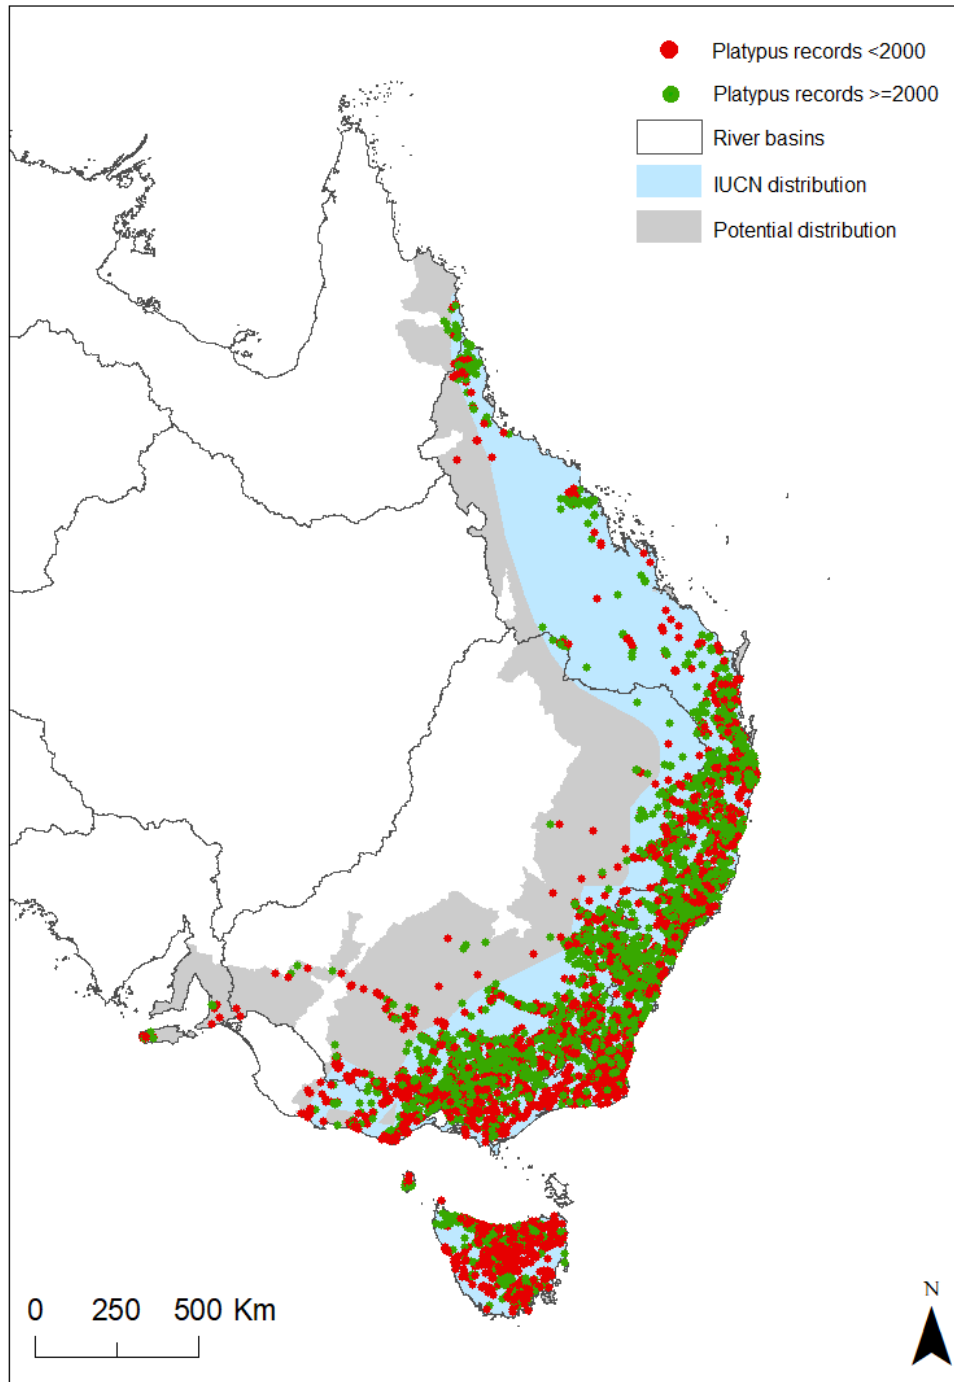 Platypus records <2000
Platypus records >=2000
River basins
IUCN distribution
Potential distribution
0 250 500 Km
N